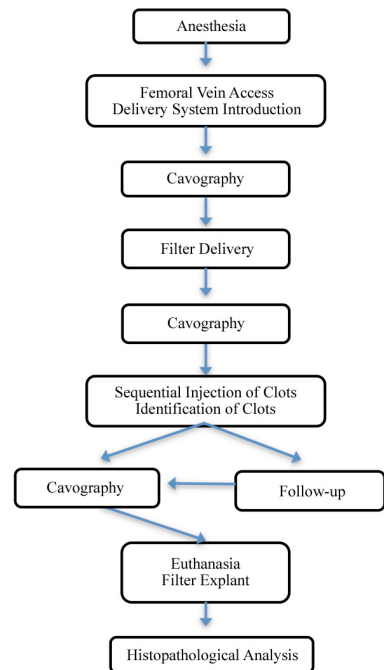 Anesthesia
Femoral Vein Access
Delivery System Introduction
Cavography
Filter Delivery
Cavography
Sequential Injection of Clots
Identification of Clots
Cavography
Follow-up
Euthanasia
Filter Explant
Histopathological Analysis